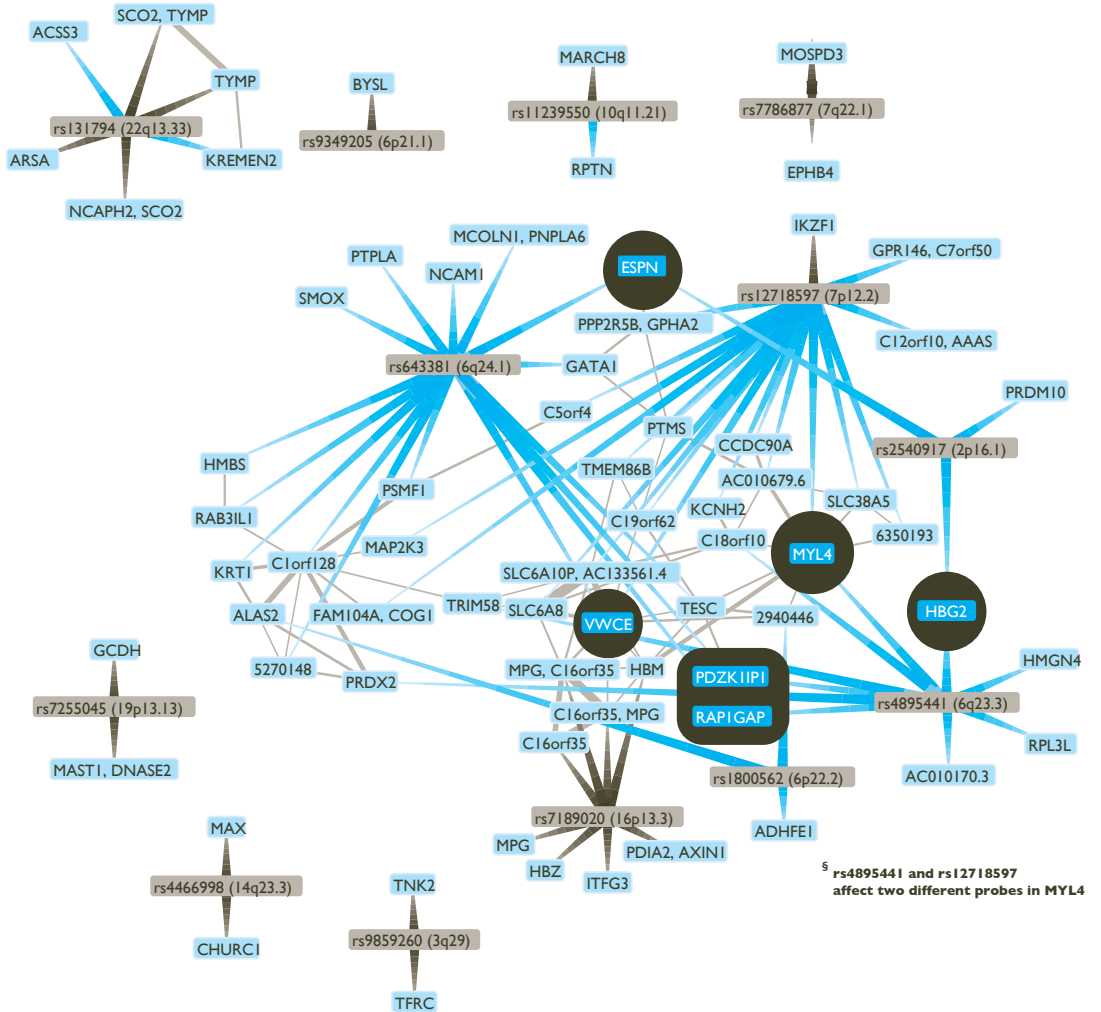 SCO2, TYMP
ACSS3
TYMP
rs131794 (22q13.33)
ARSA
KREMEN2
NCAPH2, SCO2
BYSL
rs9349205 (6p21.1)
MARCH8
rs11239550 (10q11.21)
RPTN
MOSPD3
rs7786877 (7q22.1)
EPHB4
IKZF1
GPR146, C7orf50
rs12718597 (7p12.2)
C12orf10, AAAS
MCOLN1, PNPLA6
PTPLA
NCAM1
SMOX
ESPN
PPP2R5B, GPHA2
rs643381 (6q24.1)
GATA1
PRDM10
C5orf4
PTMS
CCDC90A
rs2540917 (2p16.1)
HMBS
TMEM86B
AC010679.6
PSMF1
SLC38A5
RAB3IL1
KCNH2
C19orf62
MAP2K3
C18orf10
MYL4
6350193
KRT1
C1orf128
SLC6A10P, AC133561.4
ALAS2
FAM104A, COG1
TRIM58
SLC6A8
TESC
2940446
HBG2
VWCE
GCDH
5270148
PRDX2
MPG, C16orf35
HBM
PDZK1IP1
HMGN4
rs7255045 (19p13.13)
C16orf35, MPG
RAP1GAP
rs4895441 (6q23.3)
C16orf35
RPL3L
MAST1, DNASE2
rs1800562 (6p22.2)
AC010170.3
MAX
rs7189020 (16p13.3)
ADHFE1
MPG
PDIA2, AXIN1
HBZ
ITFG3
rs4466998 (14q23.3)
TNK2
§ rs4895441 and rs12718597
affect two different probes in MYL4
CHURC1
rs9859260 (3q29)
TFRC